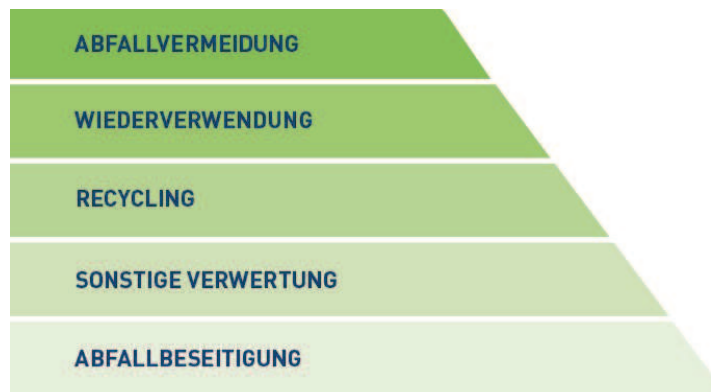 ABFALLVERMEIDUNG
WIEDERVERWENDUNG
RECYCLING
SONSTIGE VERWERTUNG
ABFALLBESEITIGUNG